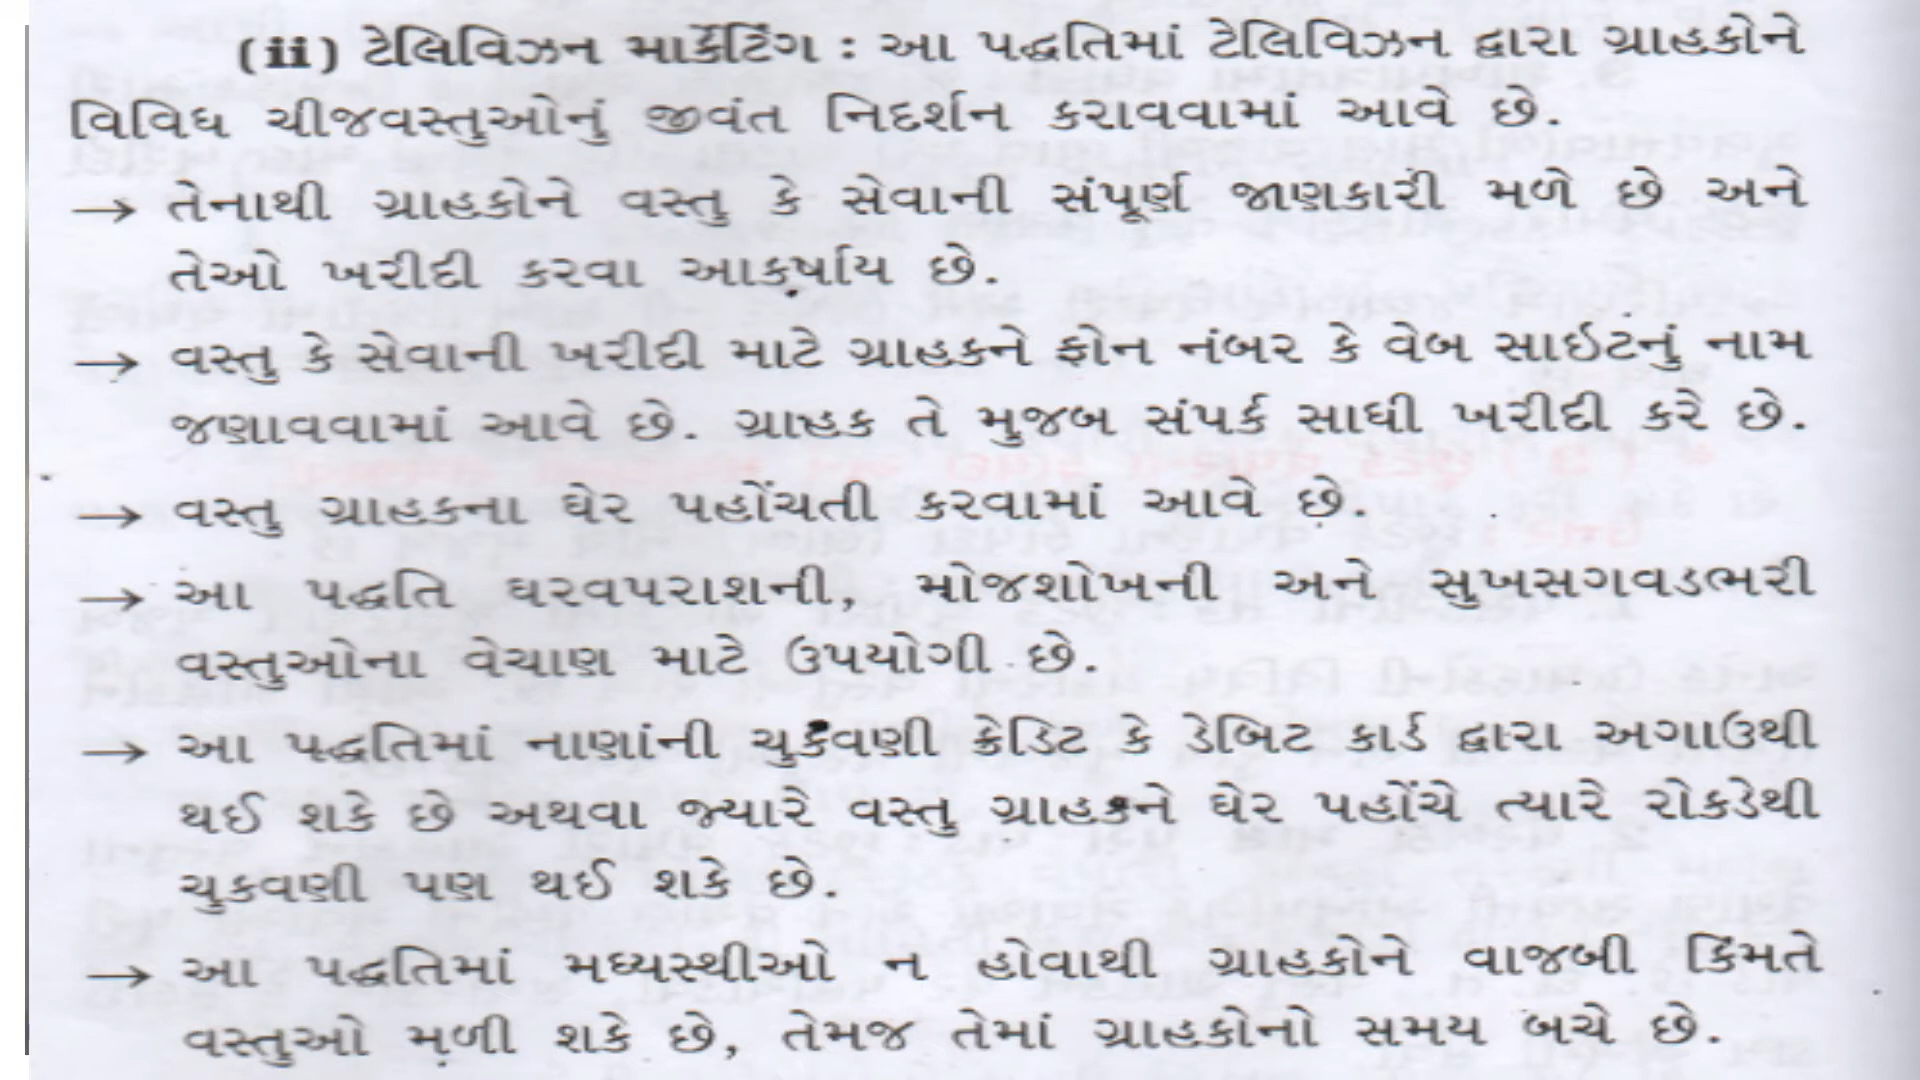 (ii) ટેલિવિઝન માર્કેટિંગ : આ પદ્ધતિમાં ટેલિવિઝન દ્વારા ગ્રાહકોને
વિવિધ ચીજવસ્તુઓનું જીવંત નિદર્શન કરાવવામાં આવે છે.
→ તેનાથી ગ્રાહકોને વસ્તુ કે સેવાની સંપૂર્ણ જાણકારી મળે છે અને
તેઓ ખરીદી કરવા આકર્ષાય છે.
→ વસ્તુ કે સેવાની ખરીદી માટે ગ્રાહકને ફોન નંબર કે વેબ સાઇટનું નામ
જણાવવામાં આવે છે. ગ્રાહક તે મુજબ સંપર્ક સાધી ખરીદી કરે છે.
→ વસ્તુ ગ્રાહકના ઘેર પહોંચતી કરવામાં આવે છે.
→ આ પદ્ધતિ ઘરવપરાશની, મોજશોખની અને સુખસગવડભરી
વસ્તુઓના વેચાણ માટે ઉપયોગી છે.
→ આ પદ્ધતિમાં નાણાંની ચુકવણી ક્રેડિટ કે ડેબિટ કાર્ડ દ્વારા અગાઉથી
થઈ શકે છે અથવા જ્યારે વસ્તુ ગ્રાહકને ઘેર પહોંચે ત્યારે રોકડેથી
ચુકવણી પણ થઈ શકે છે.
→ આ પદ્ધતિમાં મધ્યસ્થીઓ ન હોવાથી ગ્રાહકોને વાજબી કિંમતે
વસ્તુઓ મળી શકે છે, તેમજ તેમાં ગ્રાહકોનો સમય બચે છે.